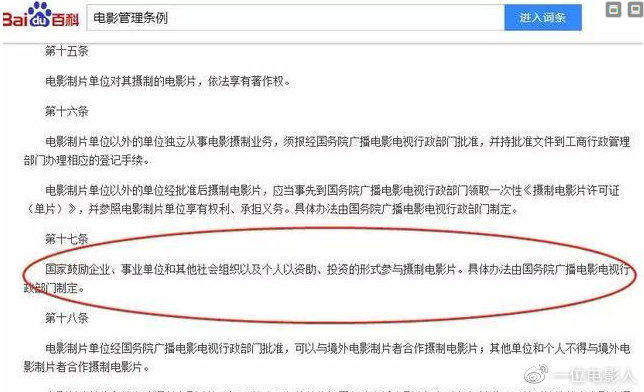 Bai du 百科
电影管理条例
进入词条
第十五条
电影制片单位对其摄制的电影片，依法享有著作权。
第十六条
电影制片单位以外的单位独立从事电影摄制业务，须报经国务院广播电影电视行政部门批准，并持批准文件到工商行政管理
部门办理相应的登记手续。
电影制片单位以外的单位经批准后摄制电影片，应当事先到国务院广播电影电视行政部门领取一次性《摄制电影片许可证
（单片）》，并参照电影制片单位享有权利、承担义务。具体办法由国务院广播电影电视行政部门制定。
第十七条
国家鼓励企业、事业单位和其他社会组织以及个人以资助、投资的形式参与摄制电影片。具体办法由国务院广播电影电视行
政部门制定。
第十八条
电影制片单位经国务院广播电影电视行政部门批准，可以与境外电影制片者合作摄制电影片；其他单位和个人不得与境外电
影制片者合作摄制电影片。
@一位电影人